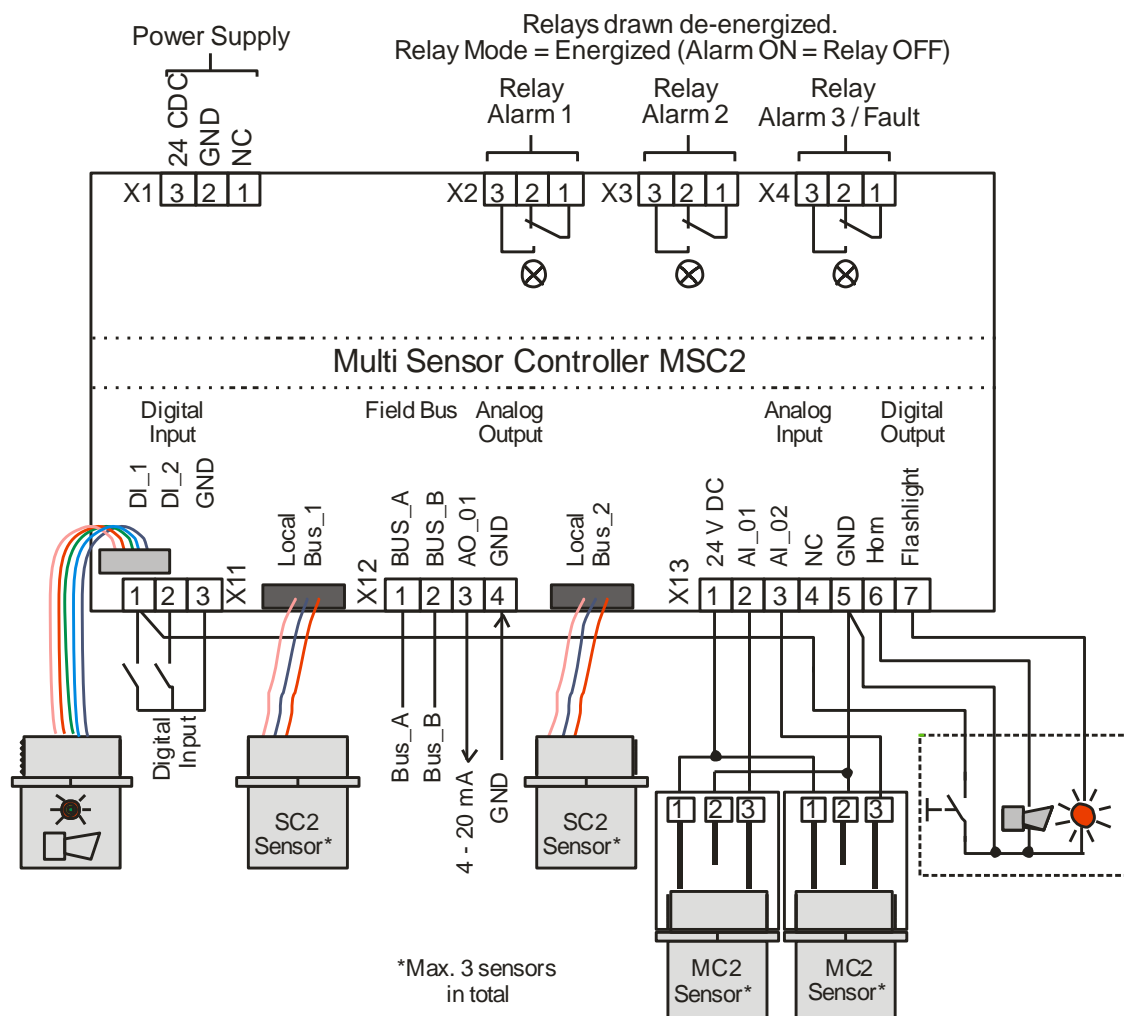 Relays drawn de-energized.
Relay Mode = Energized (Alarm ON = Relay OFF)
Power Supply
24 CDC
GND
NC
Relay
Alarm 1
Relay
Alarm 2
Relay
Alarm 3 / Fault
X1 3 2 1
X2 3 2 1
X3 3 2 1
X4 3 2 1
Multi Sensor Controller MSC2
Digital
Input
Field Bus
Analog
Output
Analog
Input
Digital
Output
DI_1
DI_2
GND
Local
Bus_1
BUS_A
BUS_B
AO_01
GND
Local
Bus_2
24 V DC
AI_01
AI_02
NC
GND
Horn
Flashlight
1 2 3 X11
X12 1 2 3 4
X13 1 2 3 4 5 6 7
Digital
Input
Bus_A
Bus_B
4 - 20 mA
GND
SC2
Sensor*
SC2
Sensor*
1 2 3
1 2 3
MC2
Sensor*
MC2
Sensor*
*Max. 3 sensors
in total